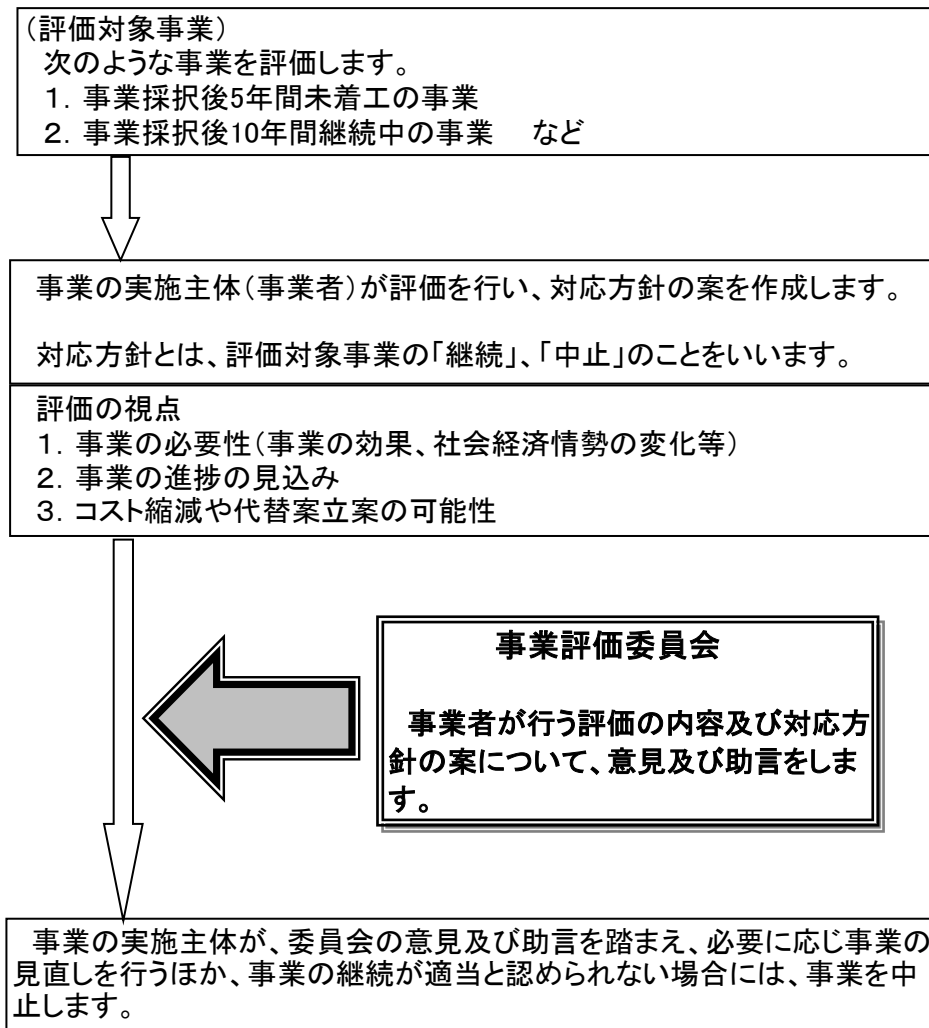 (評価対象事業)
次のような事業を評価します。
1．事業採択後5年間未着工の事業
2．事業採択後10年間継続中の事業　など
事業の実施主体(事業者)が評価を行い、対応方針の案を作成します。
対応方針とは、評価対象事業の「継続」、「中止」のことをいいます。
評価の視点
1．事業の必要性(事業の効果、社会経済情勢の変化等)
2．事業の進捗の見込み
3．コスト縮減や代替案立案の可能性
事業評価委員会
事業者が行う評価の内容及び対応方
針の案について、意見及び助言をしま
す。
事業の実施主体が、委員会の意見及び助言を踏まえ、必要に応じ事業の
見直しを行うほか、事業の継続が適当と認められない場合には、事業を中
止します。